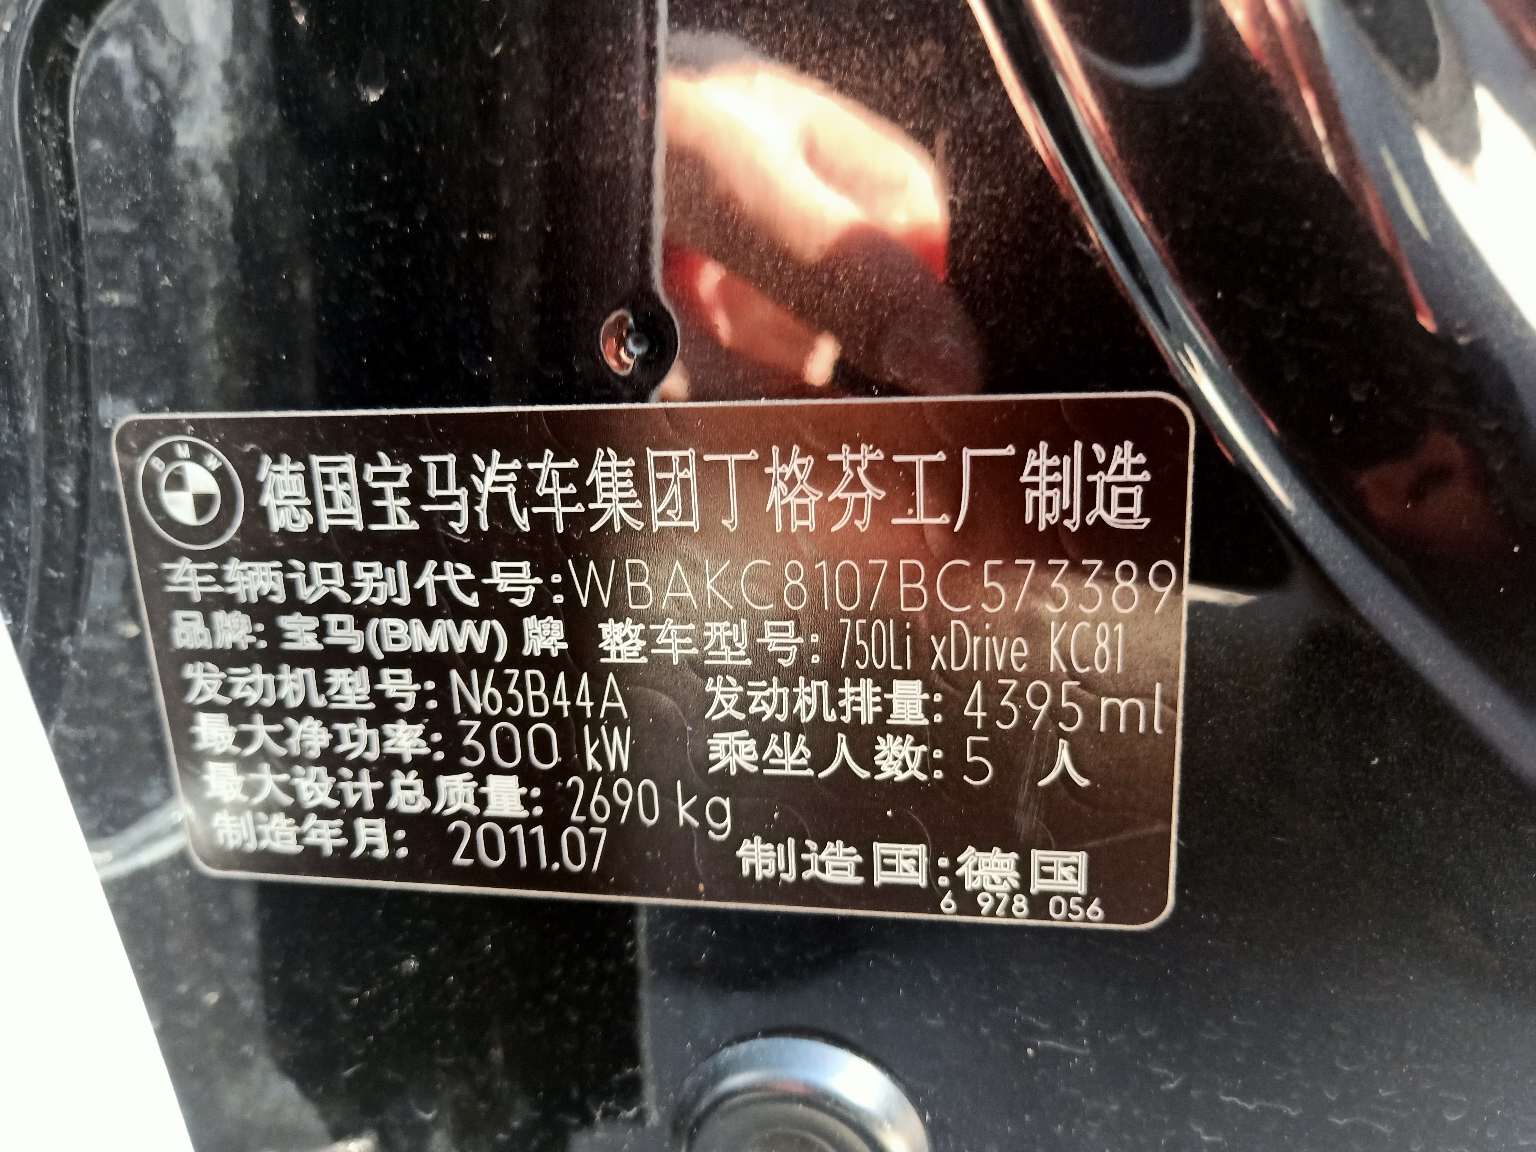 BMW
德国宝马汽车集团丁格芬工厂制造
车辆识别代号:WBAKC8107BC573389
品牌: 宝马(BMW) 牌 整车型号: 750Li xDrive KC81
发动机型号: N63B44A 发动机排量: 4395 ml
最大净功率: 300 kW 乘坐人数: 5 人
最大设计总质量: 2690 kg
制造年月: 2011.07 制造国:德国
6 978 056